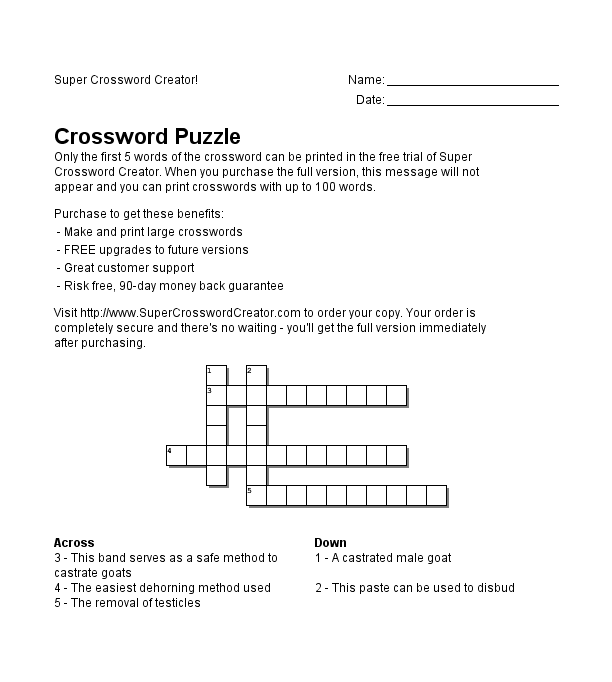 Super Crossword Creator!
Name:
Date:
Crossword Puzzle
Only the first 5 words of the crossword can be printed in the free trial of Super
Crossword Creator. When you purchase the full version, this message will not
appear and you can print crosswords with up to 100 words.
Purchase to get these benefits:
- Make and print large crosswords
- FREE upgrades to future versions
- Great customer support
- Risk free, 90-day money back guarantee
Visit http://www.SuperCrosswordCreator.com to order your copy. Your order is
completely secure and there's no waiting - you'll get the full version immediately
after purchasing.
1 2
3
4
5
Across
3 - This band serves as a safe method to
castrate goats
4 - The easiest dehorning method used
5 - The removal of testicles
Down
1 - A castrated male goat
2 - This paste can be used to disbud